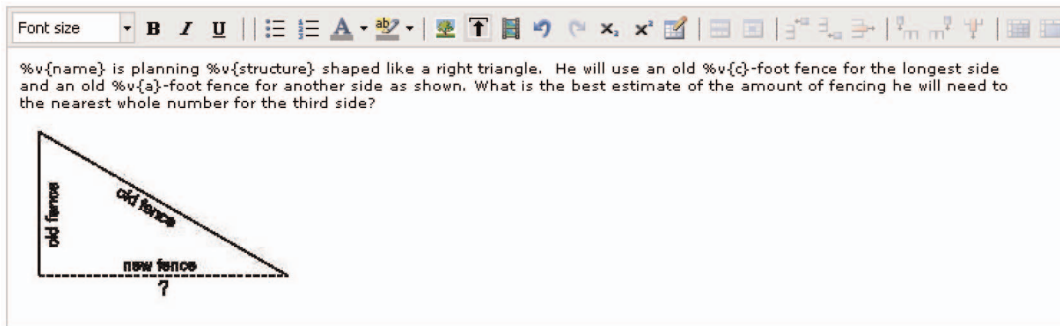 Font size B I U A ab x₂ x²
%v{name} is planning %v{structure} shaped like a right triangle.  He will use an old %v{c}-foot fence for the longest side
and an old %v{a}-foot fence for another side as shown. What is the best estimate of the amount of fencing he will need to
the nearest whole number for the third side?
old fence
old fence
new fence
?